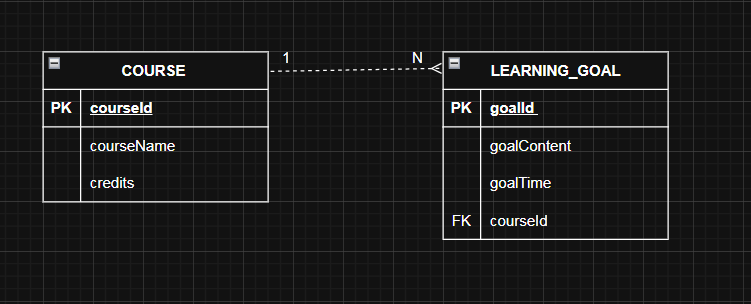 COURSE
PK courseId
courseName
credits
1 N
LEARNING_GOAL
PK goalId
goalContent
goalTime
FK courseId